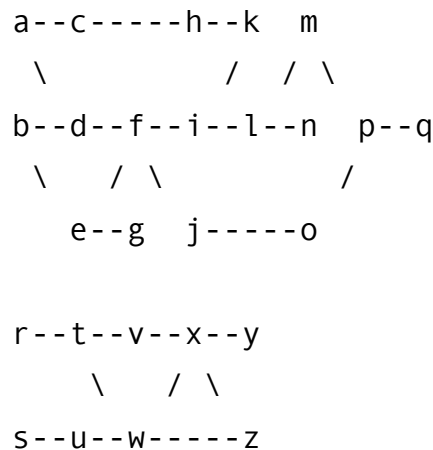 a--c-----h--k  m
 \        /  / \
b--d--f--i--l--n  p--q
 \   / \         /
   e--g  j-----o
r--t--v--x--y
    \   / \
s--u--w-----z